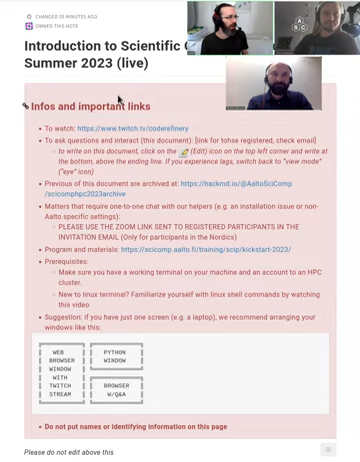 CHANGED 35 MINUTES AGO
OWNED THIS NOTE
Introduction to Scientific
Summer 2023 (live)
Infos and important links
To watch: https://www.twitch.tv/coderefinery
To ask questions and interact (this document): [link for tohse registered, check email]
to write on this document, click on the (Edit) icon on the top left corner and write at
the bottom, above the ending line. If you experience lags, switch back to "view mode"
("eye" icon)
Previous of this document are archived at: https://hackmd.io/@AaltoSciComp
/scicomphpc2023archive
Matters that require one-to-one chat with our helpers (e.g. an installation issue or non-
Aalto specific settings):
PLEASE USE THE ZOOM LINK SENT TO REGISTERED PARTICIPANTS IN THE
INVITATION EMAIL (Only for participants in the Nordics)
Program and materials: https://scicomp.aalto.fi/training/scip/kickstart-2023/
Prerequisites:
Make sure you have a working terminal on your machine and an account to an HPC
cluster.
New to linux terminal? Familiarize yourself with linux shell commands by watching
this video
Suggestion: if you have just one screen (e.g. a laptop), we recommend arranging your
windows like this:
WEB
BROWSER
WINDOW
WITH
TWITCH
STREAM
PYTHON
WINDOW
BROWSER
W/Q&A
Do not put names or identifying information on this page
Please do not edit above this